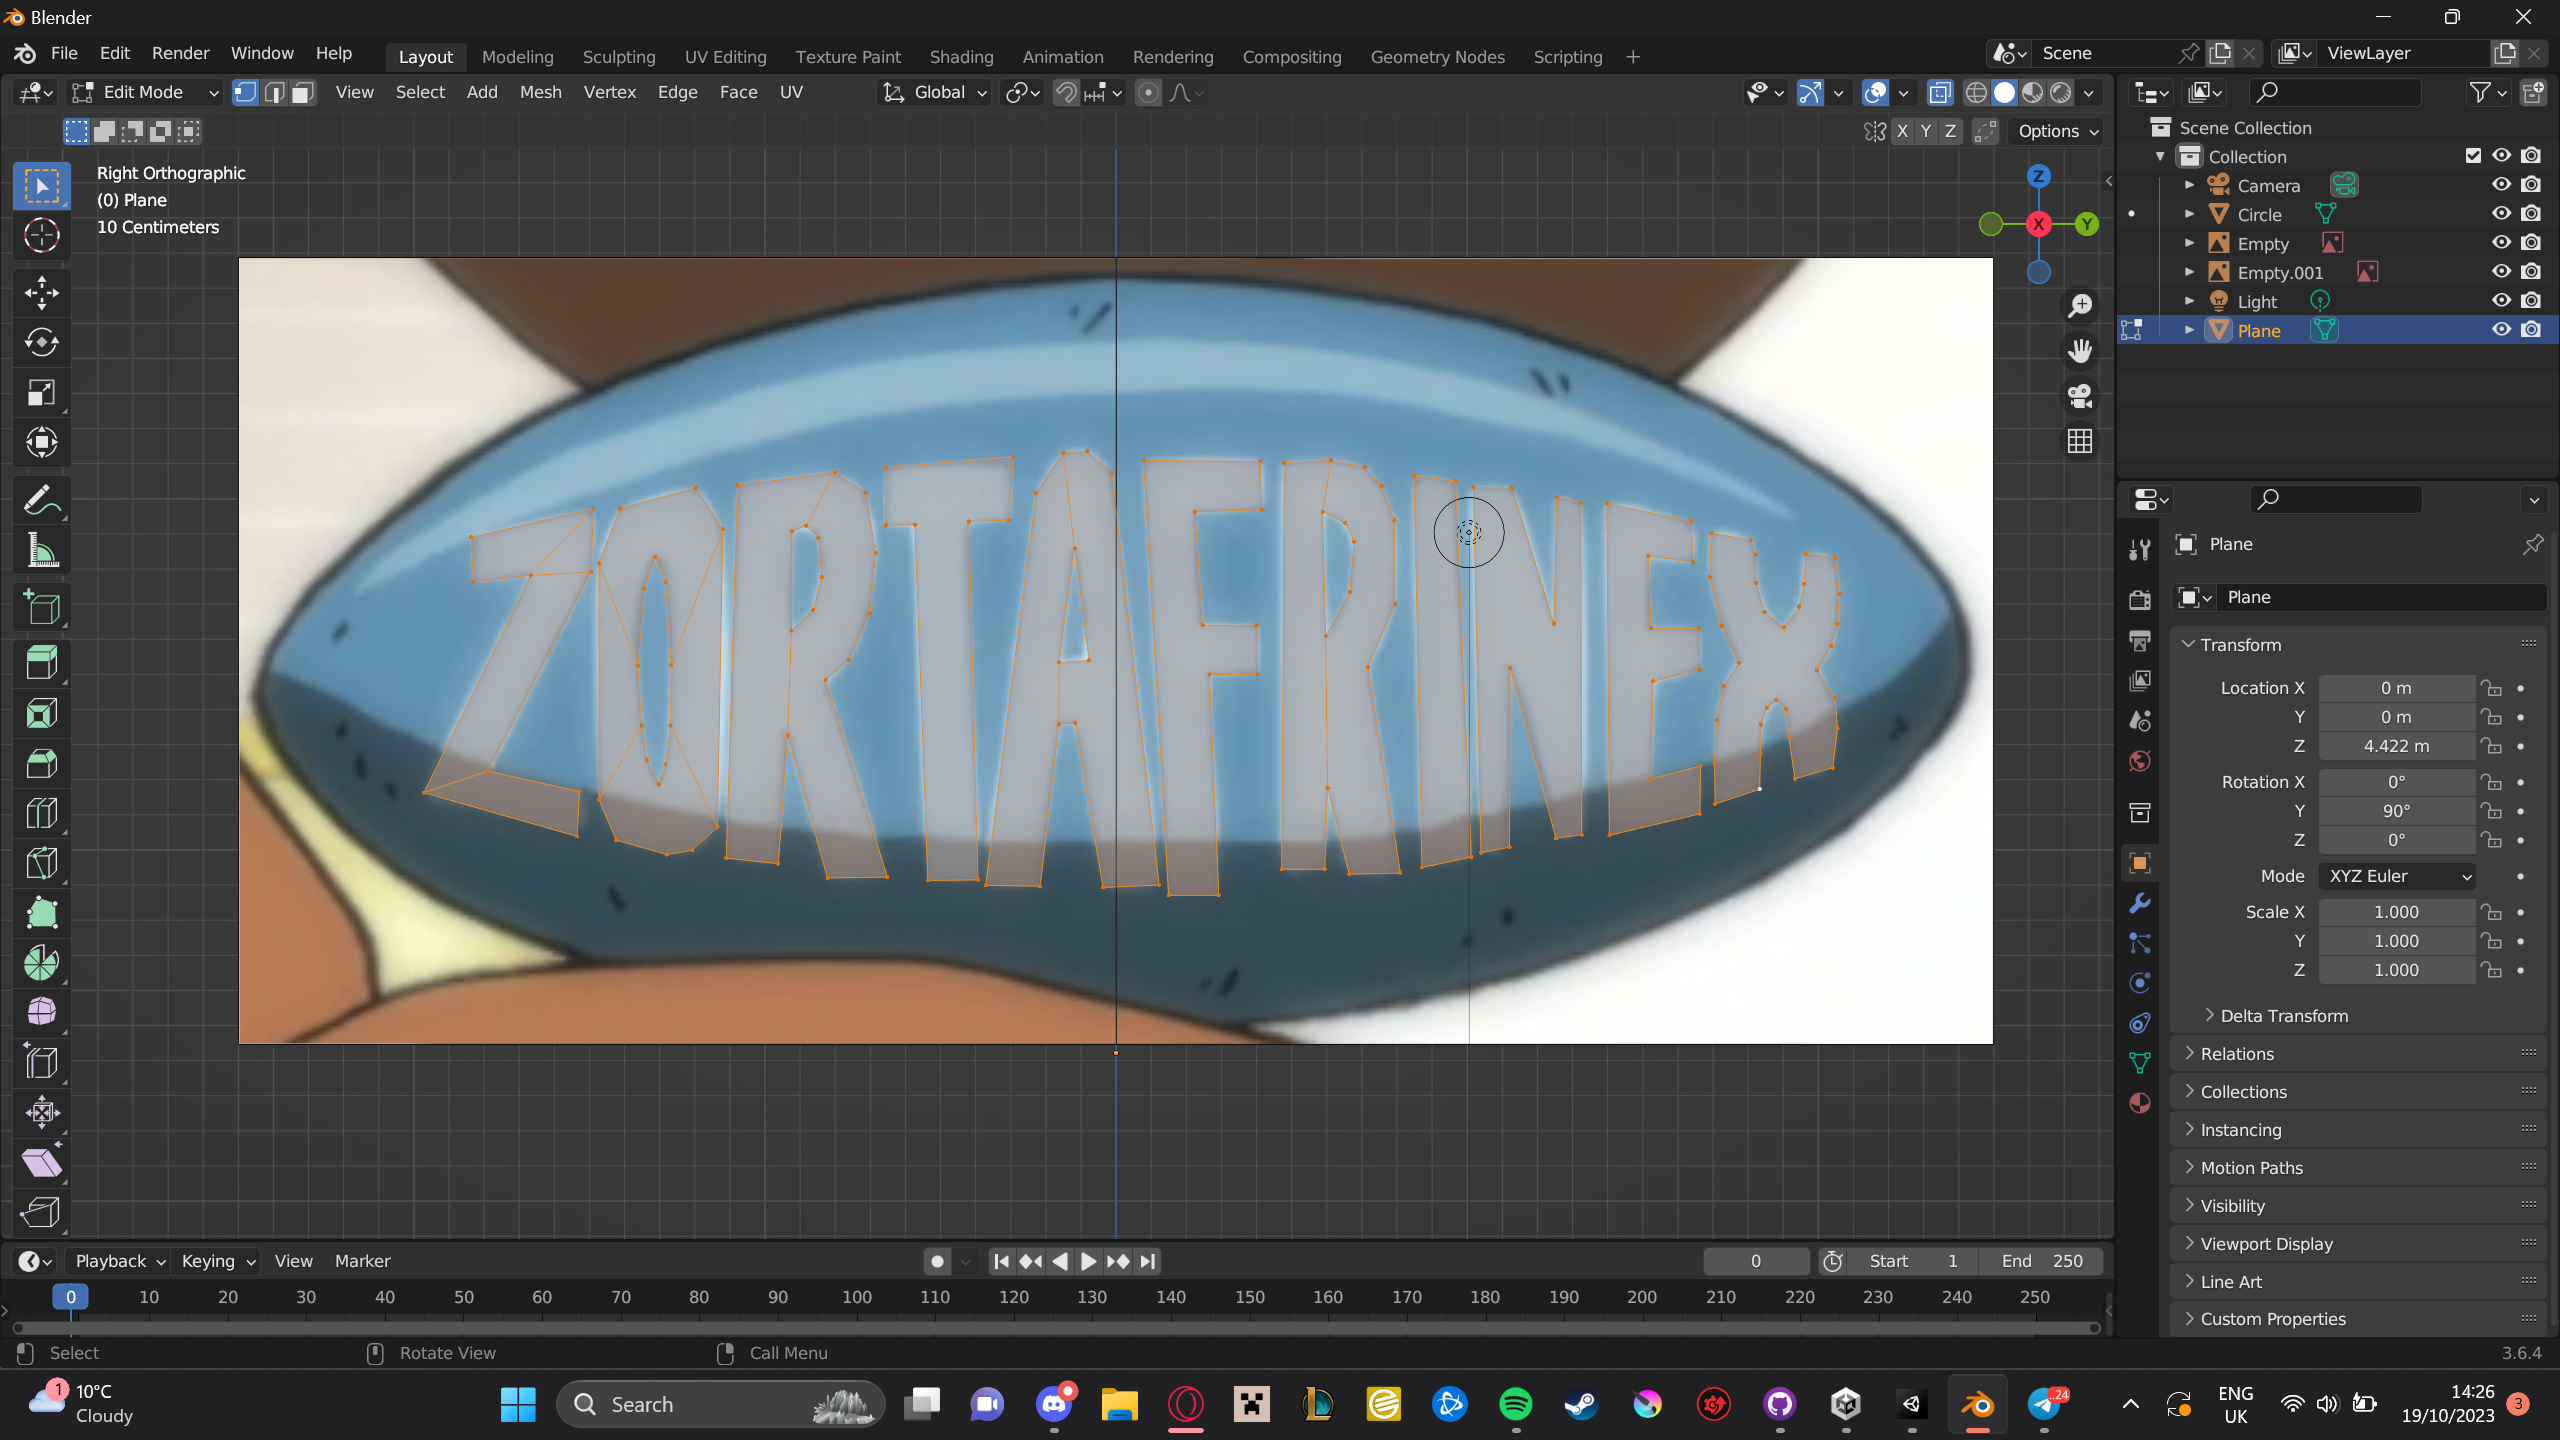 Blender
File Edit Render Window Help Layout Modeling Sculpting UV Editing Texture Paint Shading Animation Rendering Compositing Geometry Nodes Scripting + Scene ViewLayer
Edit Mode View Select Add Mesh Vertex Edge Face UV Global
X Y Z Options
Right Orthographic
(0) Plane
10 Centimeters
Z
X Y
ZORTAFRINEX
Scene Collection
Collection
Camera
Circle
Empty
Empty.001
Light
Plane
Plane
Plane
Transform
Location X 0 m
Y 0 m
Z 4.422 m
Rotation X 0°
Y 90°
Z 0°
Mode XYZ Euler
Scale X 1.000
Y 1.000
Z 1.000
Delta Transform
Relations
Collections
Instancing
Motion Paths
Visibility
Viewport Display
Line Art
Custom Properties
Playback Keying View Marker 0 Start 1 End 250
0 10 20 30 40 50 60 70 80 90 100 110 120 130 140 150 160 170 180 190 200 210 220 230 240 250
Select Rotate View Call Menu 3.6.4
1 10°C
Cloudy
Search
24
ENG
UK
14:26
19/10/2023
3